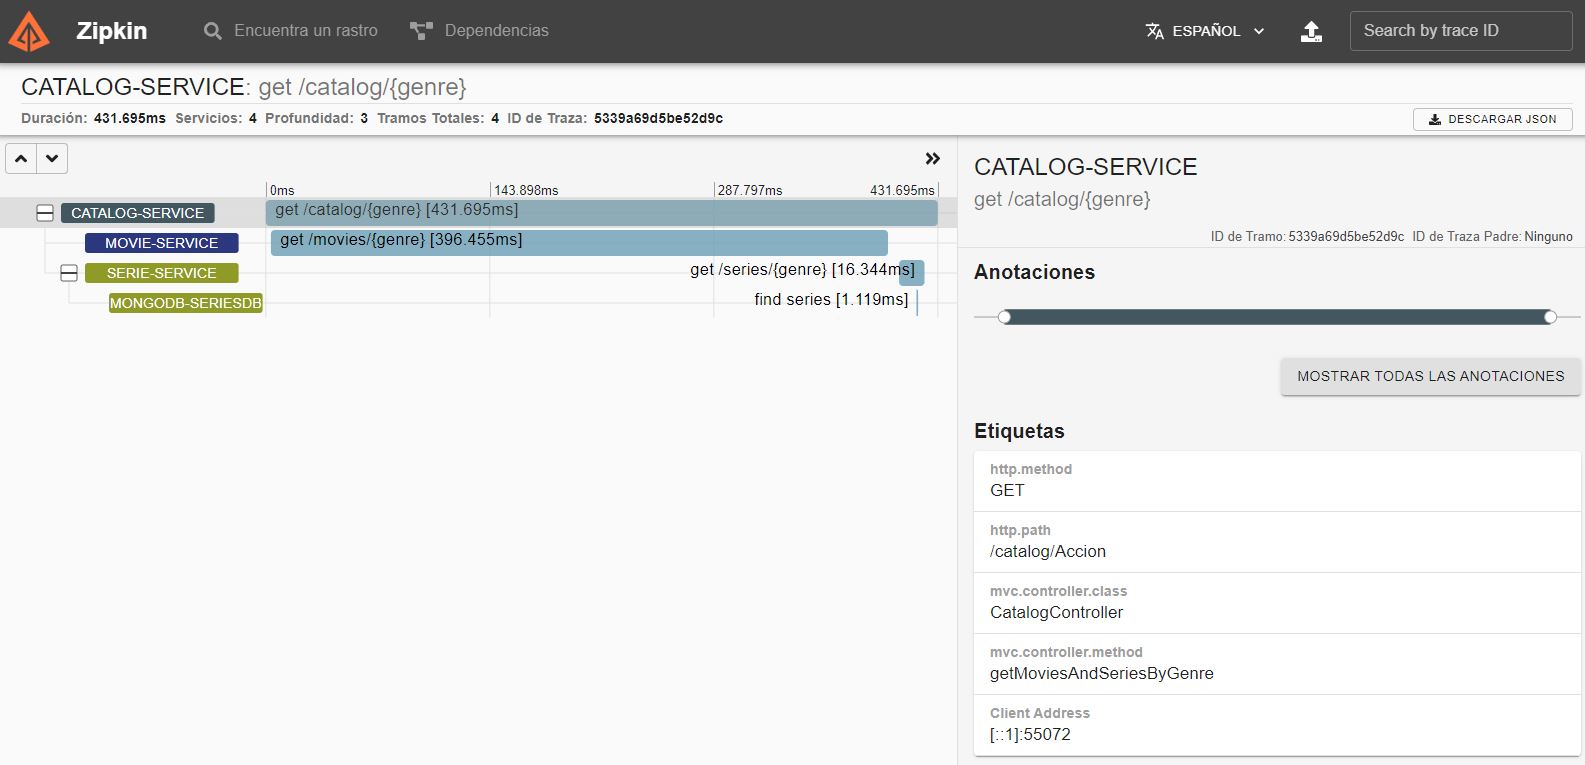 Zipkin Encuentra un rastro Dependencias ESPAÑOL Search by trace ID
CATALOG-SERVICE: get /catalog/{genre}
Duración: 431.695ms Servicios: 4 Profundidad: 3 Tramos Totales: 4 ID de Traza: 5339a69d5be52d9c DESCARGAR JSON
0ms 143.898ms 287.797ms 431.695ms
CATALOG-SERVICE get /catalog/{genre} [431.695ms]
MOVIE-SERVICE get /movies/{genre} [396.455ms]
SERIE-SERVICE get /series/{genre} [16.344ms]
MONGODB-SERIESDB find series [1.119ms]
CATALOG-SERVICE
get /catalog/{genre}
ID de Tramo: 5339a69d5be52d9c ID de Traza Padre: Ninguno
Anotaciones
MOSTRAR TODAS LAS ANOTACIONES
Etiquetas
http.method
GET
http.path
/catalog/Accion
mvc.controller.class
CatalogController
mvc.controller.method
getMoviesAndSeriesByGenre
Client Address
[::1]:55072